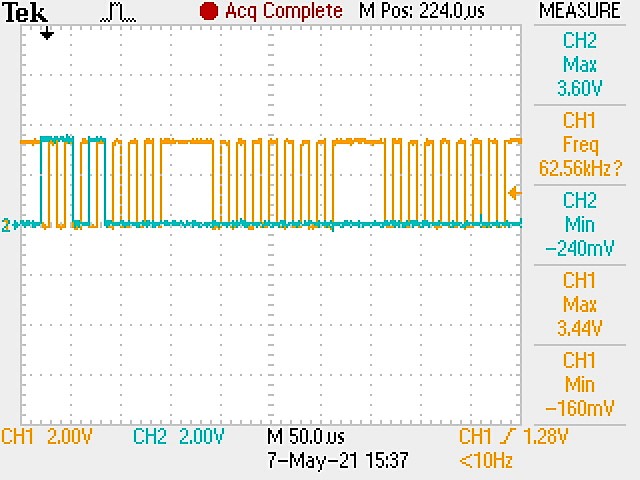 Tek Acq Complete M Pos: 224.0us MEASURE
CH2
Max
3.60V
CH1
Freq
62.56kHz?
CH2
Min
-240mV
CH1
Max
3.44V
CH1
Min
-160mV
2
CH1 2.00V CH2 2.00V M 50.0us CH1 1.28V
7-May-21 15:37 <10Hz